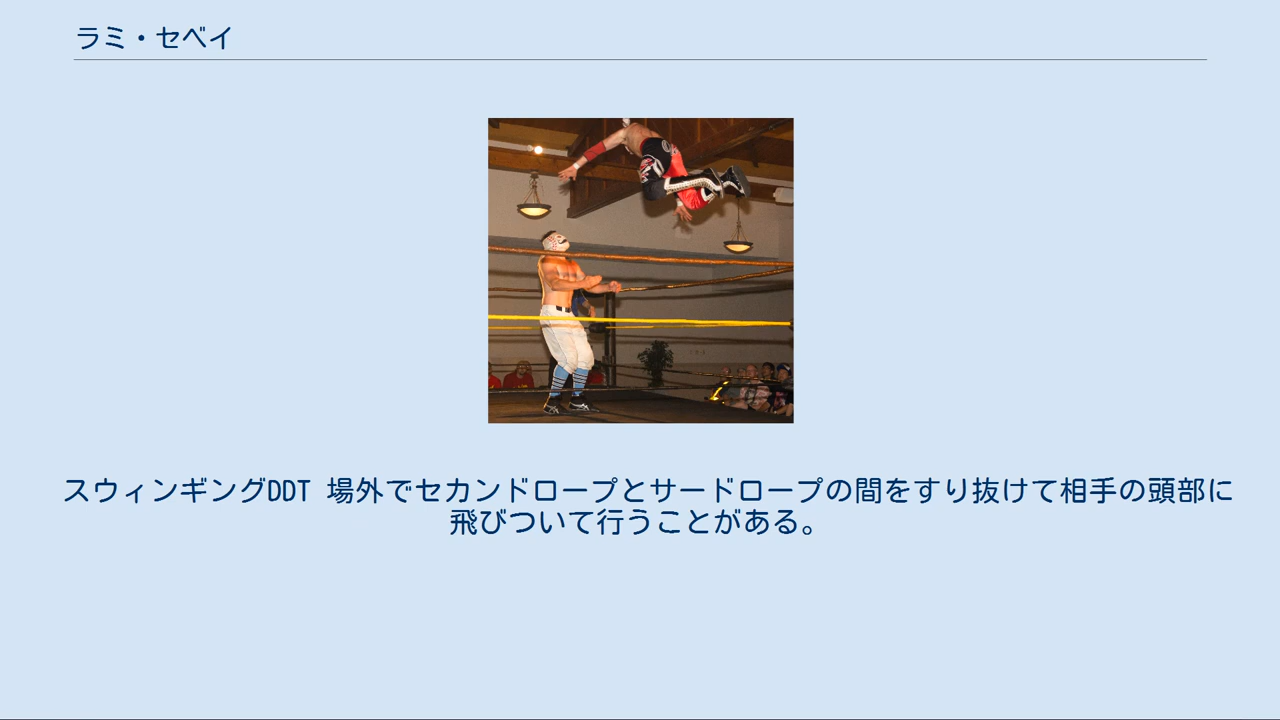 ラミ・セベイ
スウィンギングDDT 場外でセカンドロープとサードロープの間をすり抜けて相手の頭部に
飛びついて行うことがある。